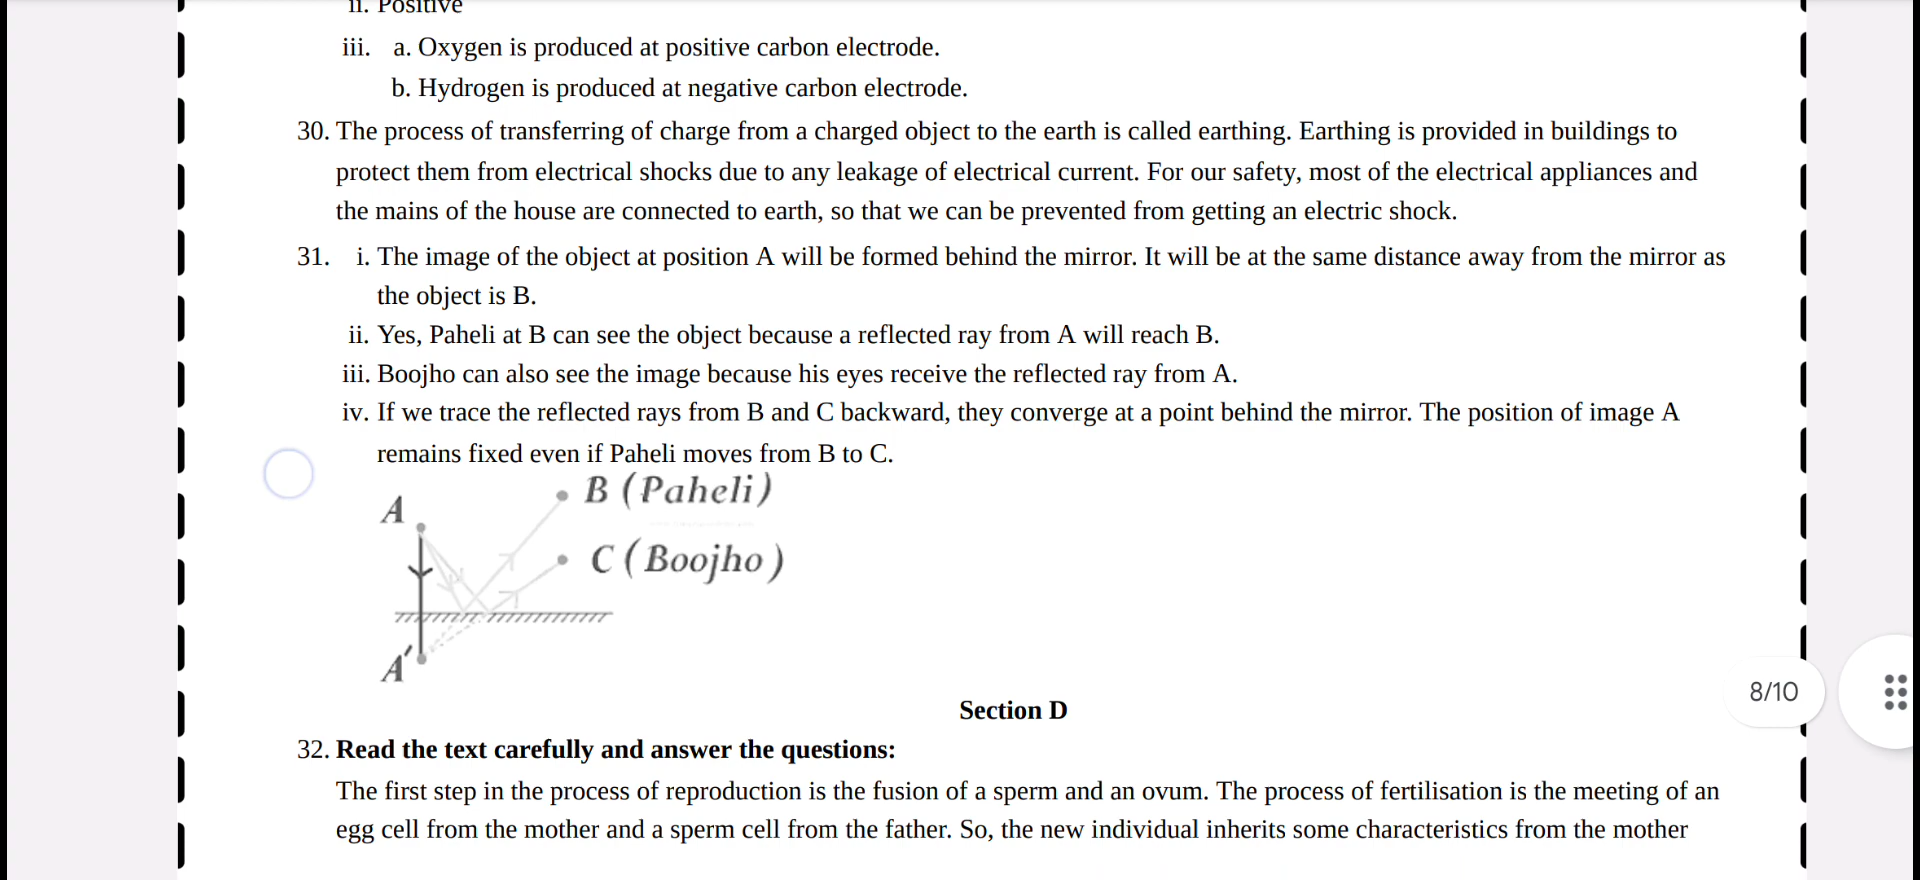 ii. Positive
iii. a. Oxygen is produced at positive carbon electrode.
b. Hydrogen is produced at negative carbon electrode.
30. The process of transferring of charge from a charged object to the earth is called earthing. Earthing is provided in buildings to
protect them from electrical shocks due to any leakage of electrical current. For our safety, most of the electrical appliances and
the mains of the house are connected to earth, so that we can be prevented from getting an electric shock.
31. i. The image of the object at position A will be formed behind the mirror. It will be at the same distance away from the mirror as
the object is B.
ii. Yes, Paheli at B can see the object because a reflected ray from A will reach B.
iii. Boojho can also see the image because his eyes receive the reflected ray from A.
iv. If we trace the reflected rays from B and C backward, they converge at a point behind the mirror. The position of image A
remains fixed even if Paheli moves from B to C.
B (Paheli)
A
C (Boojho)
A'
Section D
8/10
32. Read the text carefully and answer the questions:
The first step in the process of reproduction is the fusion of a sperm and an ovum. The process of fertilisation is the meeting of an
egg cell from the mother and a sperm cell from the father. So, the new individual inherits some characteristics from the mother